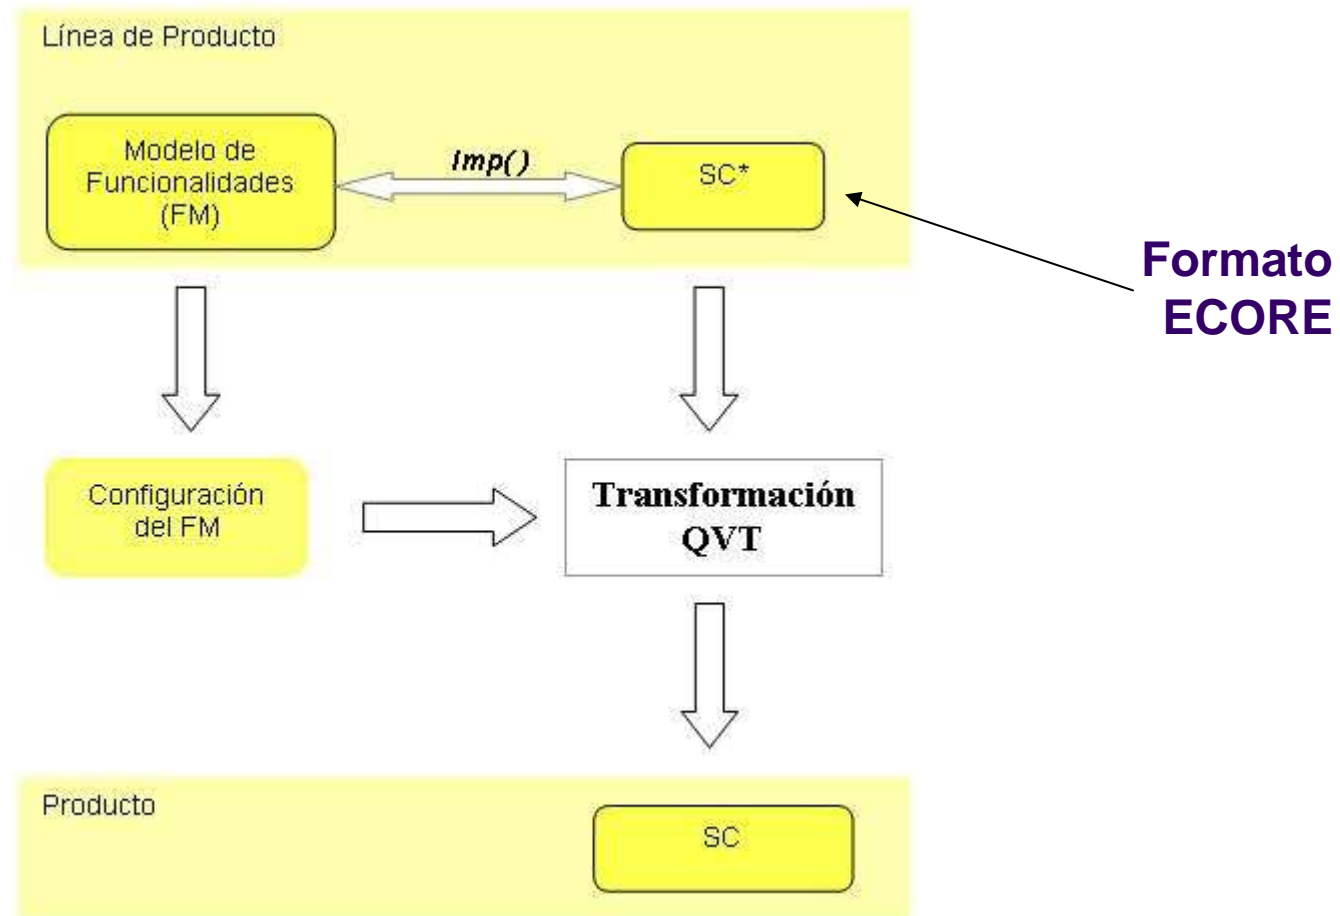 Línea de Producto
Modelo de
Funcionalidades
(FM)
Imp()
SC*
Formato
ECORE
Configuración
del FM
Transformación
QVT
Producto
SC